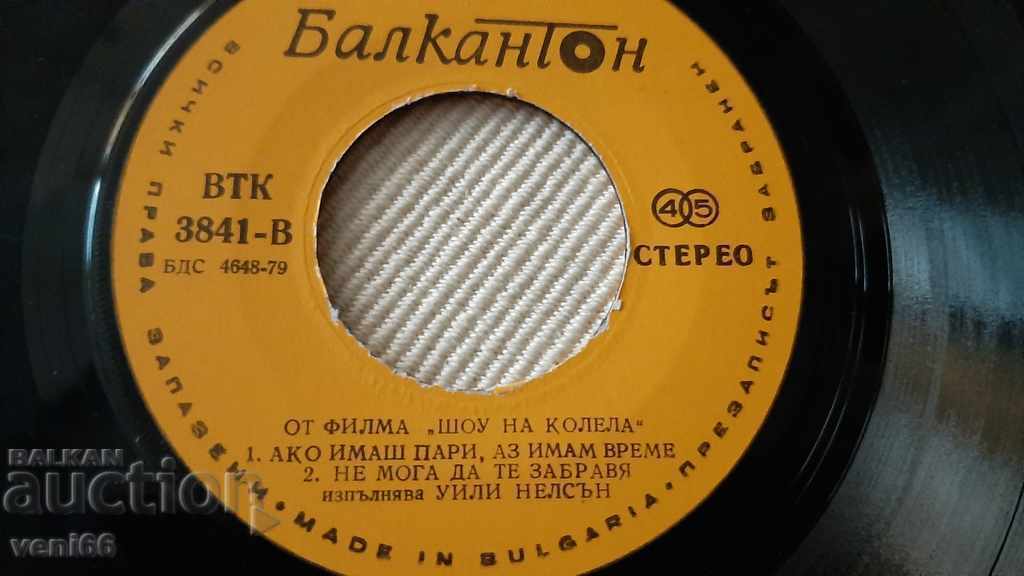 Балкантон
ВСИЧКИ ПРАВА ЗАПАЗЕНИ • MADE IN BULGARIA • ПРЕЗАПИСЪТ ЗАБРАНЕН
ВТК
3841-В
БДС 4648-79
45
СТЕРЕО
ОТ ФИЛМА „ШОУ НА КОЛЕЛА“
1. АКО ИМАШ ПАРИ, АЗ ИМАМ ВРЕМЕ
2. НЕ МОГА ДА ТЕ ЗАБРАВЯ
изпълнява УИЛИ НЕЛСЪН
BALKAN
auction
veni66